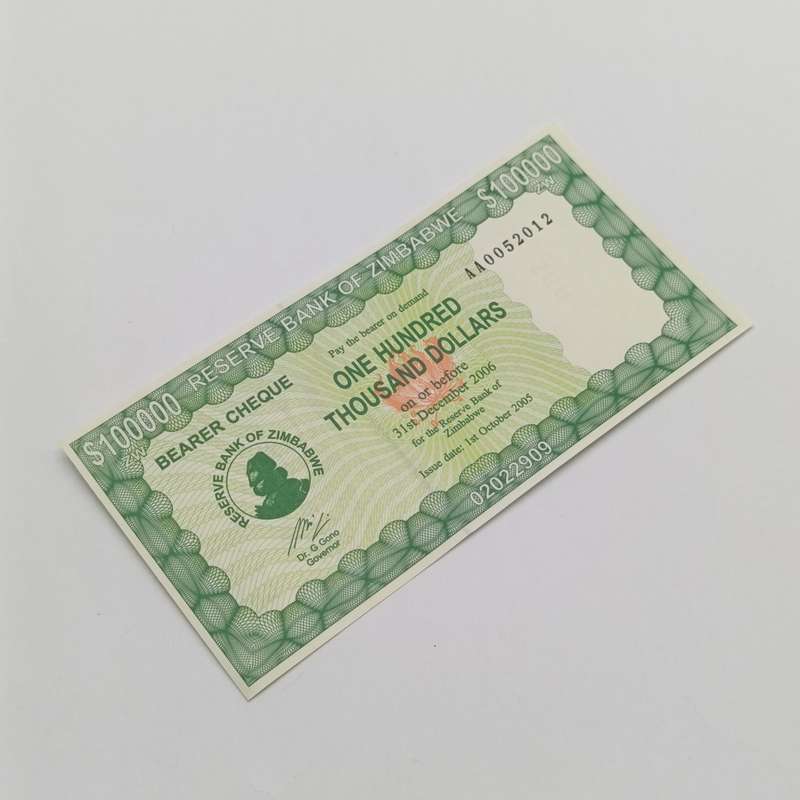 $100000 RESERVE BANK OF ZIMBABWE $100000
ZW ZW
BEARER CHEQUE
AA0052012
Pay the bearer on demand
ONE HUNDRED
THOUSAND DOLLARS
on or before
31st December 2006
for the Reserve Bank of
Zimbabwe
Issue date: 1st October 2005
RESERVE BANK OF ZIMBABWE
Dr. G Gono
Governor
02022909